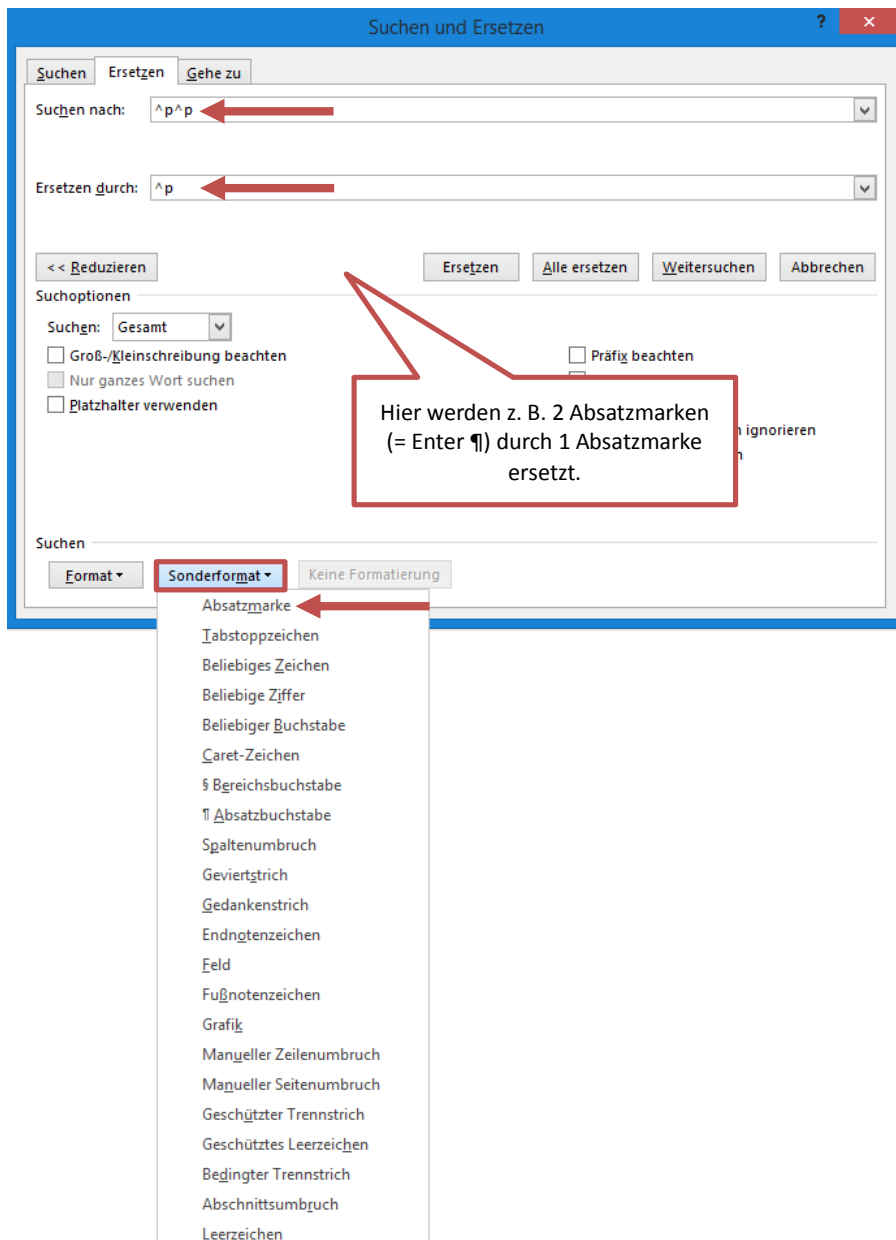 Suchen und Ersetzen ? ×
Suchen Ersetzen Gehe zu
Suchen nach: ^p^p
Ersetzen durch: ^p
<< Reduzieren Ersetzen Alle ersetzen Weitersuchen Abbrechen
Suchoptionen
Suchen: Gesamt
Groß-/Kleinschreibung beachten Präfix beachten
Nur ganzes Wort suchen
Platzhalter verwenden
Hier werden z. B. 2 Absatzmarken
(= Enter ¶) durch 1 Absatzmarke
ersetzt.
ignorieren
Suchen
Format Sonderformat Keine Formatierung
Absatzmarke
Tabstoppzeichen
Beliebiges Zeichen
Beliebige Ziffer
Beliebiger Buchstabe
Caret-Zeichen
§ Bereichsbuchstabe
¶ Absatzbuchstabe
Spaltenumbruch
Geviertstrich
Gedankenstrich
Endnotenzeichen
Feld
Fußnotenzeichen
Grafik
Manueller Zeilenumbruch
Manueller Seitenumbruch
Geschützter Trennstrich
Geschütztes Leerzeichen
Bedingter Trennstrich
Abschnittsumbruch
Leerzeichen